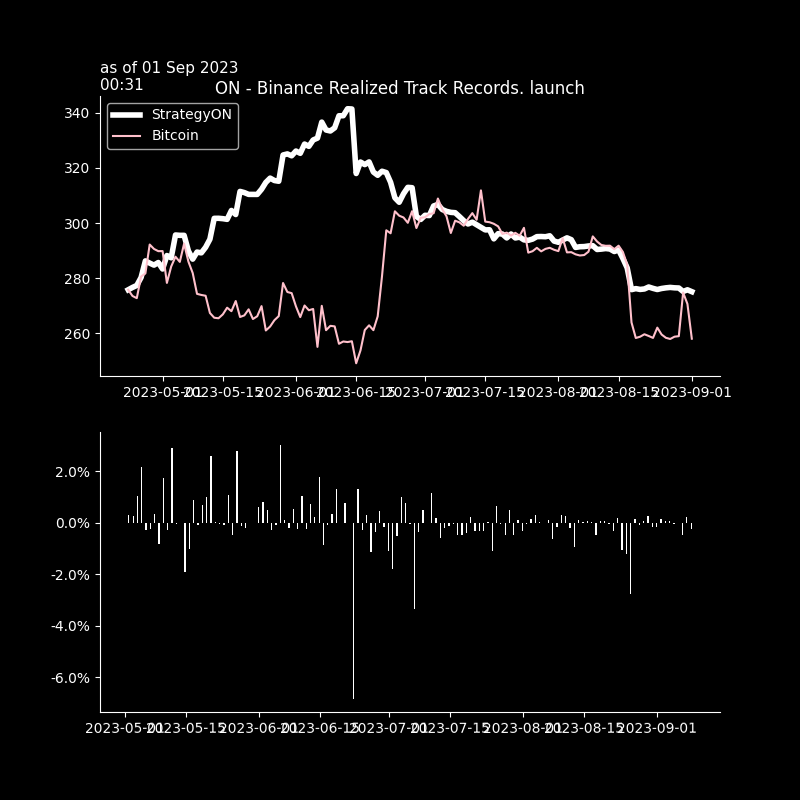 as of 01 Sep 2023
00:31
ON - Binance Realized Track Records. launch
StrategyON
Bitcoin
340
320
300
280
260
2023-05-01 2023-05-15 2023-06-01 2023-06-15 2023-07-01 2023-07-15 2023-08-01 2023-08-15 2023-09-01
2.0%
0.0%
-2.0%
-4.0%
-6.0%
2023-05-01 2023-05-15 2023-06-01 2023-06-15 2023-07-01 2023-07-15 2023-08-01 2023-08-15 2023-09-01